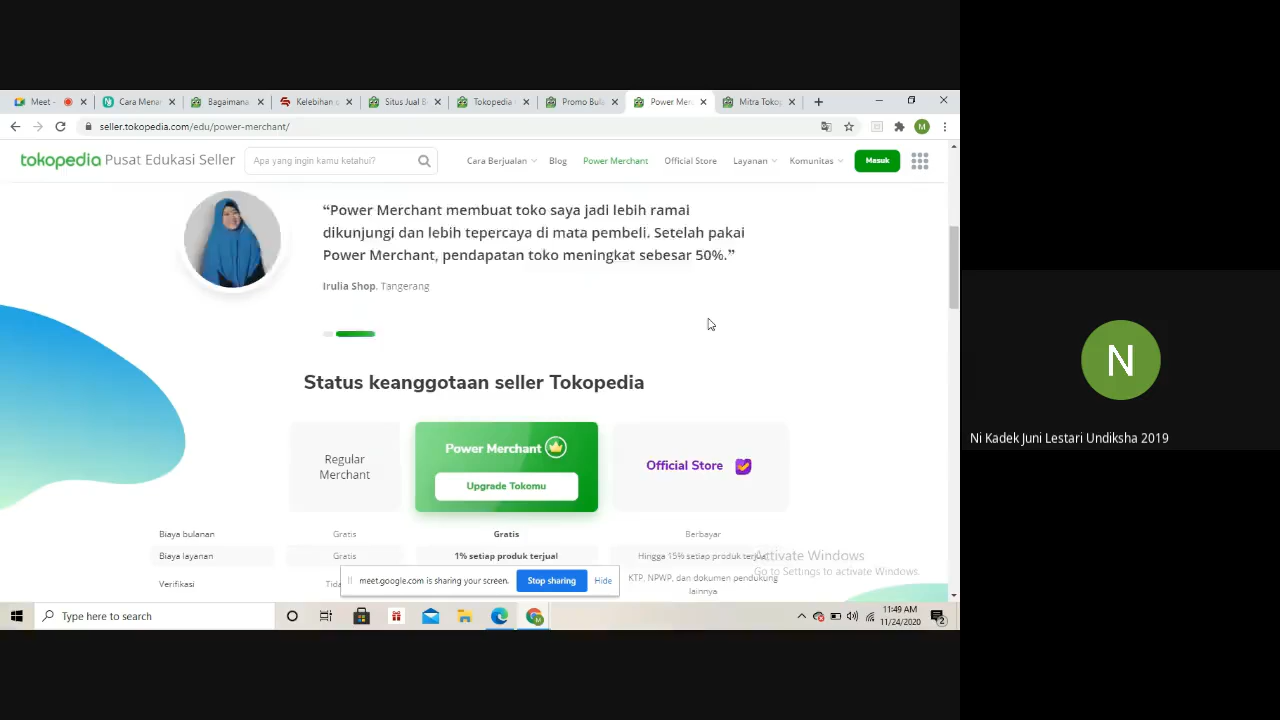 Meet -
Cara Mena
Bagaimana
Kelebihan
Situs Jual B
Tokopedia
Promo Bul
Power Mer
Mitra Toko
seller.tokopedia.com/edu/power-merchant/
M
tokopedia Pusat Edukasi Seller
Apa yang ingin kamu ketahui?
Cara Berjualan
Blog
Power Merchant
Official Store
Layanan
Komunitas
Masuk
“Power Merchant membuat toko saya jadi lebih ramai
dikunjungi dan lebih tepercaya di mata pembeli. Setelah pakai
Power Merchant, pendapatan toko meningkat sebesar 50%.”
Irulia Shop, Tangerang
Status keanggotaan seller Tokopedia
Regular
Merchant
Power Merchant
Upgrade Tokomu
Official Store
Biaya bulanan Gratis Gratis Berbayar
Biaya layanan Gratis 1% setiap produk terjual Hingga 15% setiap produk terjual
Verifikasi Tida KTP, NPWP, dan dokumen pendukung
lainnya
Activate Windows
Go to Settings to activate Windows.
meet.google.com is sharing your screen.
Stop sharing
Hide
Type here to search
11:49 AM
11/24/2020
2
N
Ni Kadek Juni Lestari Undiksha 2019